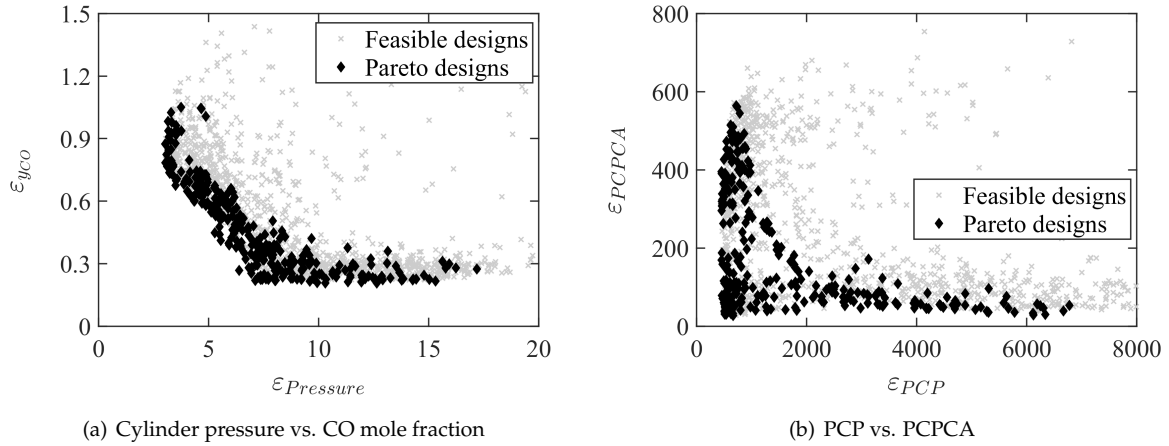 1.5
1.2
0.9
0.6
0.3
0
ε_yCO
Feasible designs
Pareto designs
0 5 10 15 20
ε_Pressure
(a) Cylinder pressure vs. CO mole fraction
800
600
400
200
0
ε_PCPCA
Feasible designs
Pareto designs
0 2000 4000 6000 8000
ε_PCP
(b) PCP vs. PCPCA